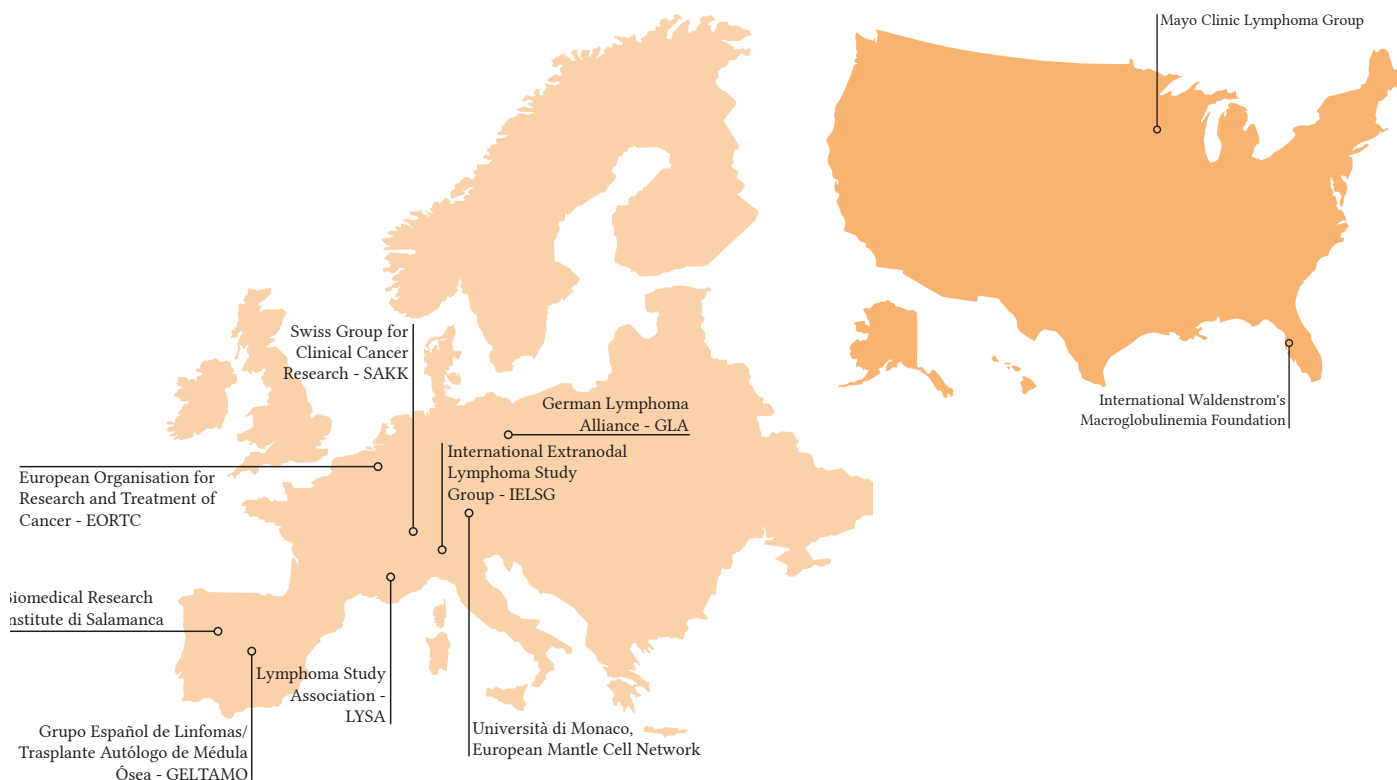 Mayo Clinic Lymphoma Group
Swiss Group for
Clinical Cancer
Research - SAKK
German Lymphoma
Alliance - GLA
International Waldenstrom's
Macroglobulinemia Foundation
International Extranodal
Lymphoma Study
Group - IELSG
European Organisation for
Research and Treatment of
Cancer - EORTC
Biomedical Research
nstitute di Salamanca
Lymphoma Study
Association -
LYSA
Grupo Español de Linfomas/
Trasplante Autólogo de Médula
Ósea - GELTAMO
Università di Monaco,
European Mantle Cell Network